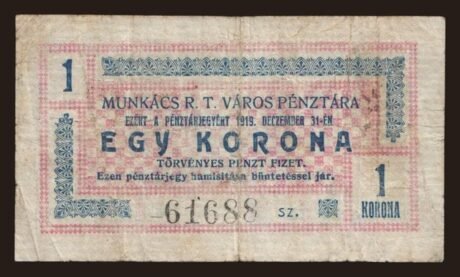 1
MUNKÁCS R. T. VÁROS PÉNZTÁRA
EZERT A PÉNZTÁRJEGYÉRT 1919. DECZEMBER 31-ÉN
EGY KORONA
TÖRVÉNYES PÉNZT FIZET.
Ezen pénztárjegy hamisitása büntetéssel jár.
61688 SZ.
1
KORONA